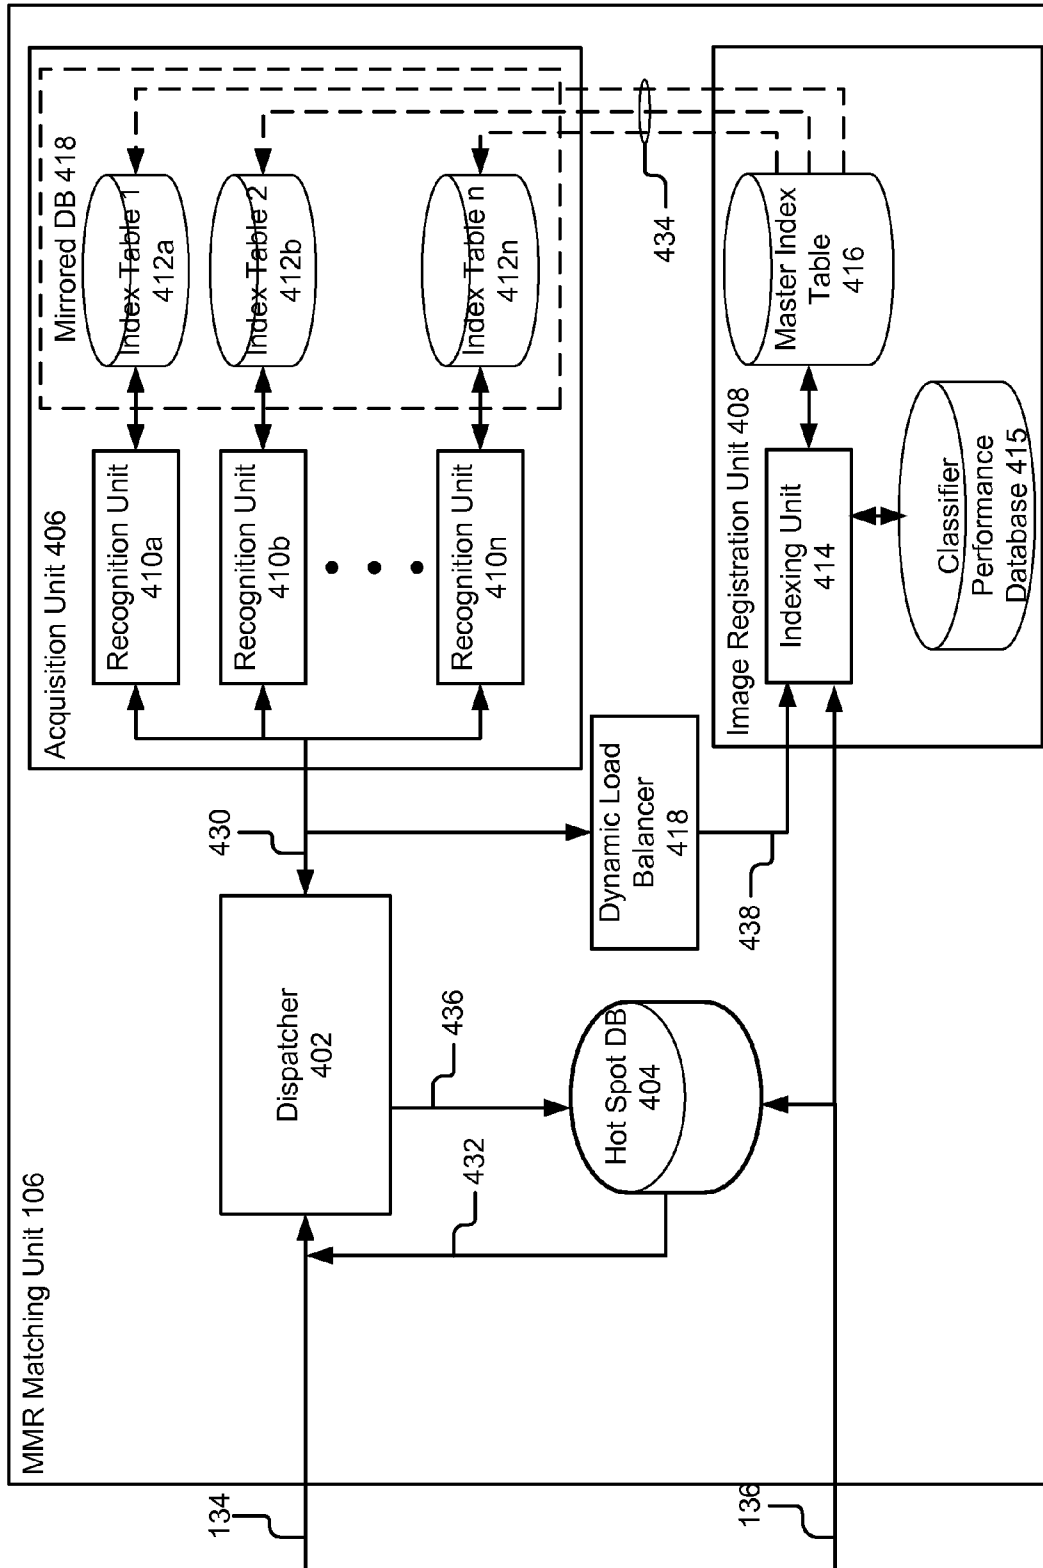 MMR Matching Unit 106
134
136
Dispatcher
402
432
436
Hot Spot DB
404
430
Dynamic Load
Balancer
418
438
Acquisition Unit 406
Recognition Unit
410a
Recognition Unit
410b
Recognition Unit
410n
Mirrored DB 418
Index Table 1
412a
Index Table 2
412b
Index Table n
412n
434
Image Registration Unit 408
Indexing Unit
414
Master Index
Table
416
Classifier
Performance
Database 415